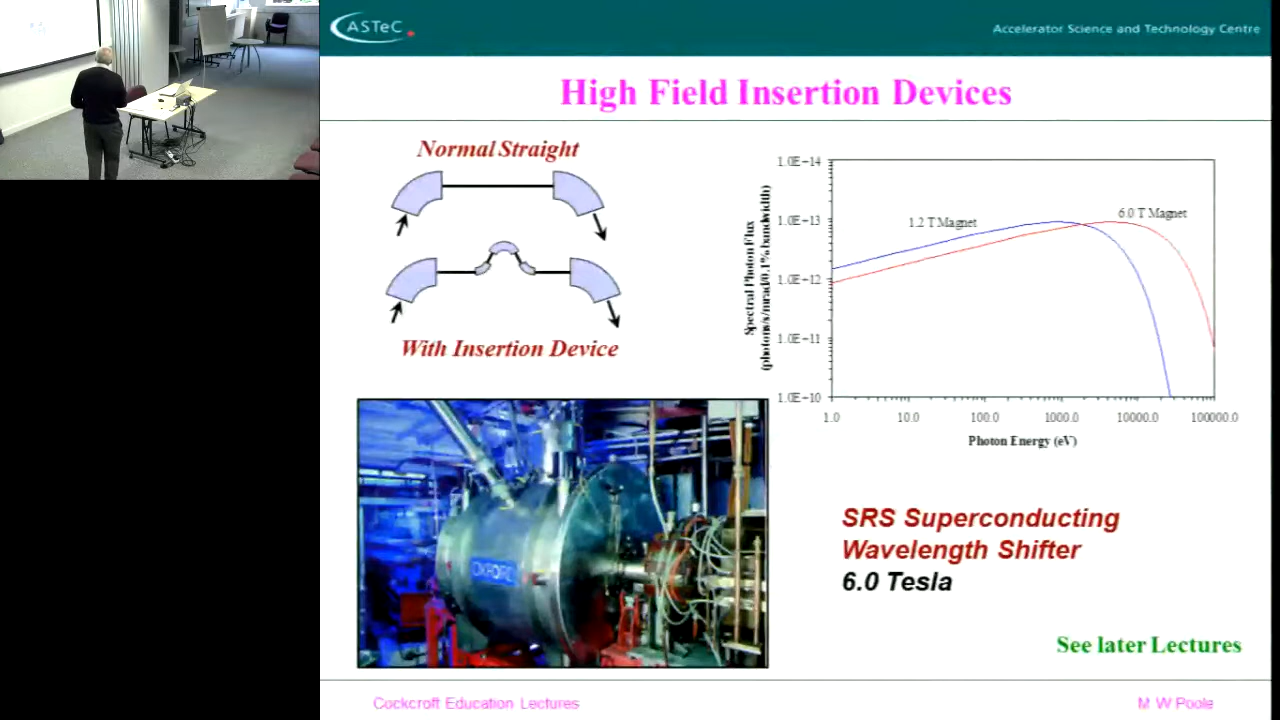 ASTeC
Accelerator Science and Technology Centre
High Field Insertion Devices
Normal Straight
With Insertion Device
1.0E+14
1.0E+13
1.0E+12
1.0E+11
1.0E+10
Spectral Photon Flux
(photons/s/mrad/0.1% bandwidth)
1.2 T Magnet
6.0 T Magnet
1.0 10.0 100.0 1000.0 10000.0 100000.0
Photon Energy (eV)
OXFORD
SRS Superconducting
Wavelength Shifter
6.0 Tesla
See later Lectures
Cockcroft Education Lectures
M W Poole